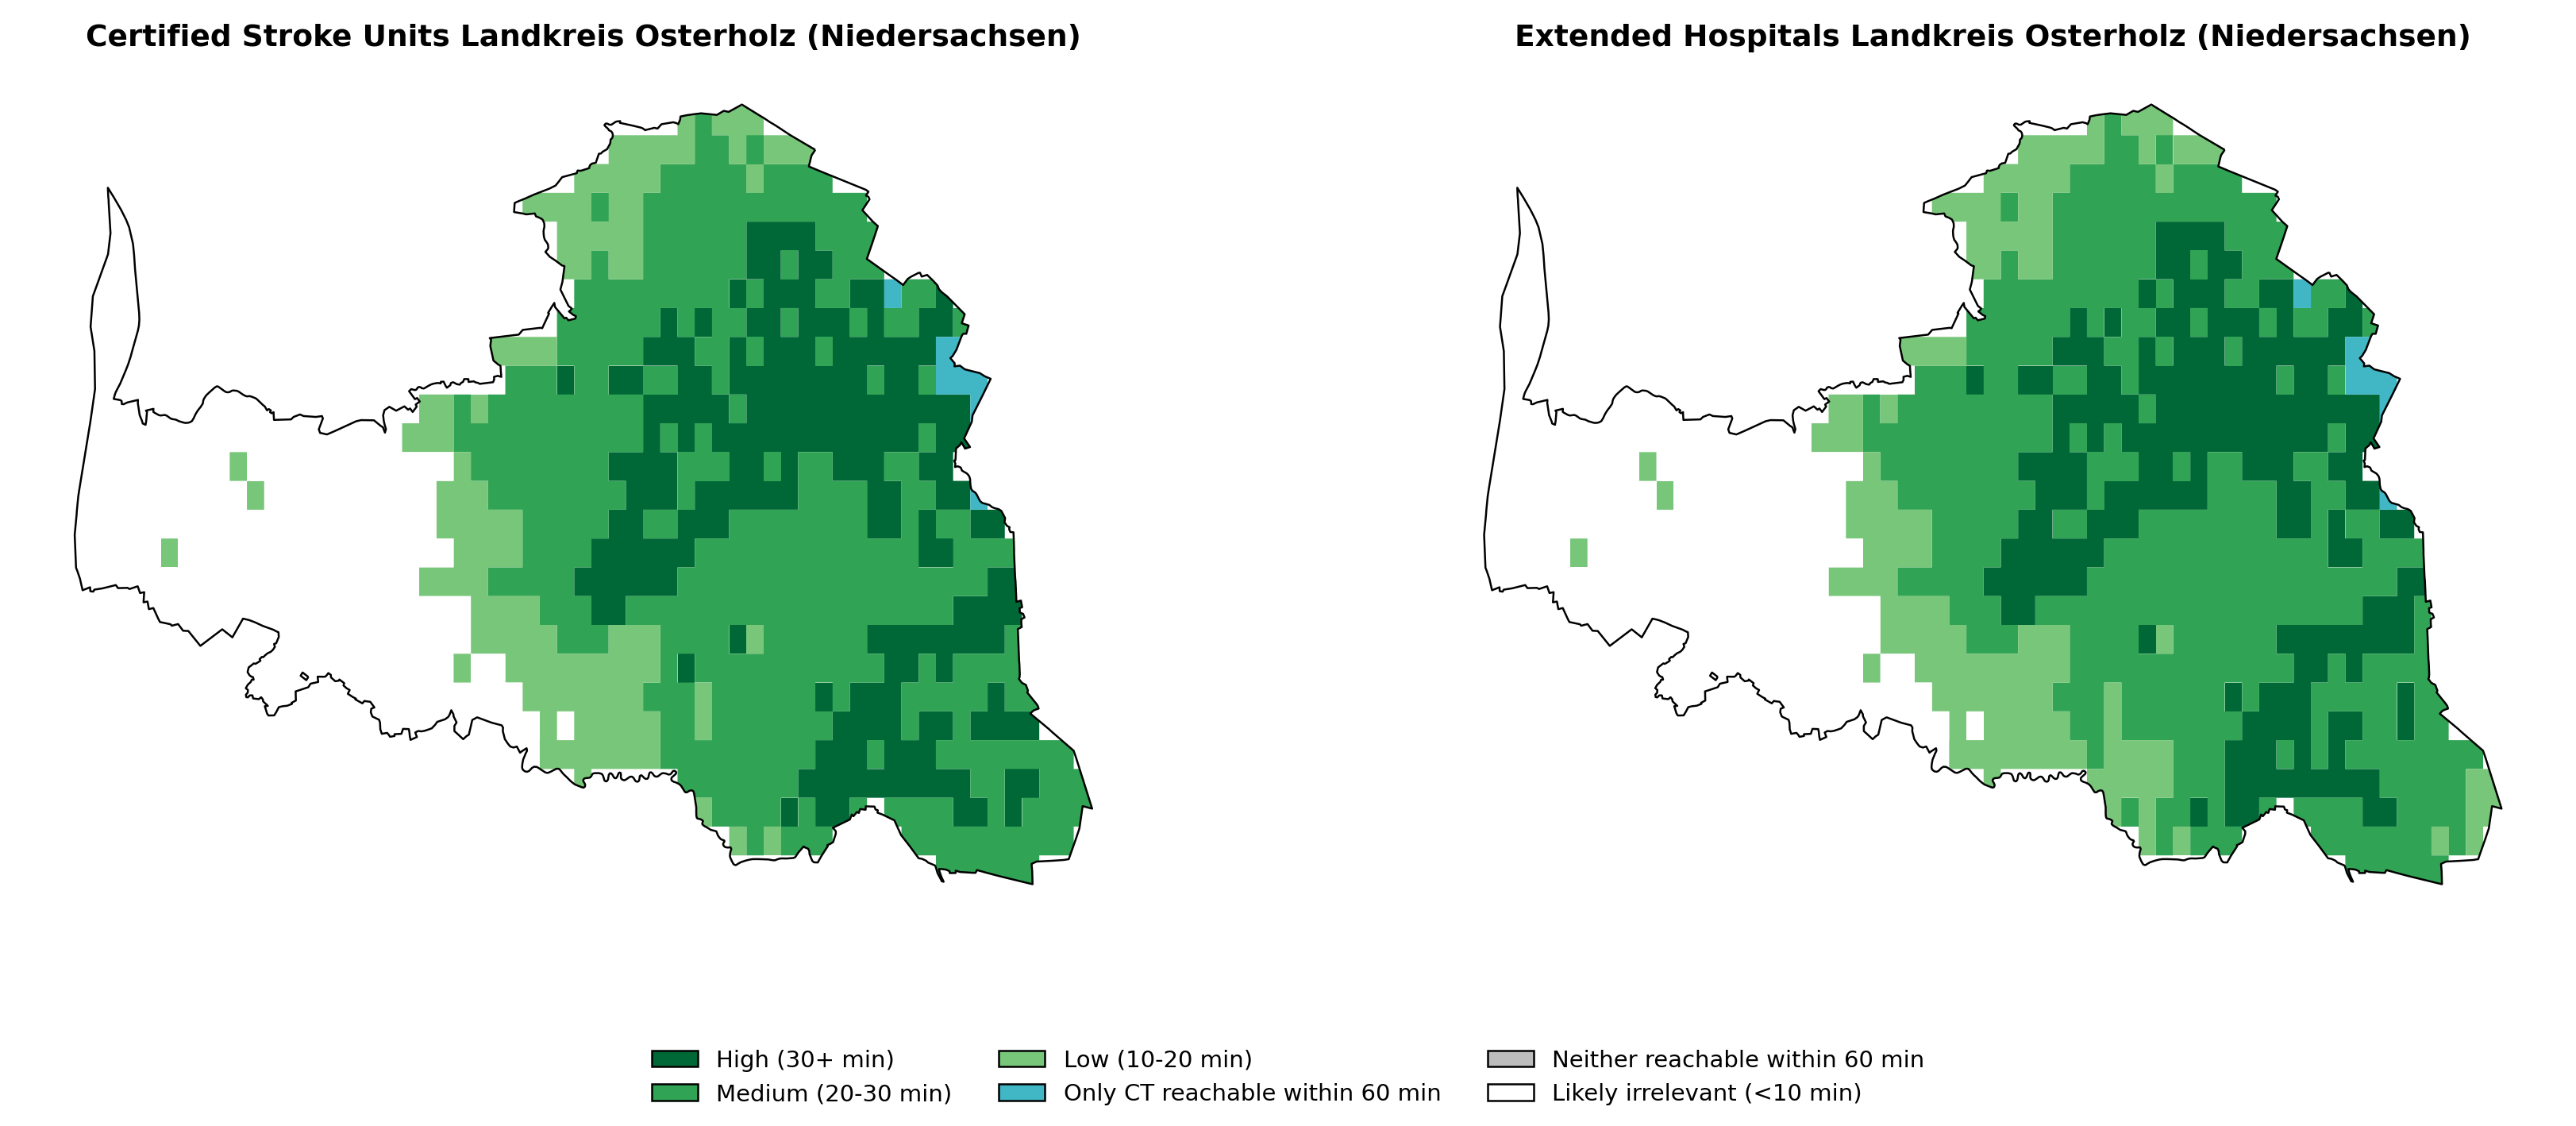 Certified Stroke Units Landkreis Osterholz (Niedersachsen)
Extended Hospitals Landkreis Osterholz (Niedersachsen)
High (30+ min)
Medium (20-30 min)
Low (10-20 min)
Only CT reachable within 60 min
Neither reachable within 60 min
Likely irrelevant (<10 min)